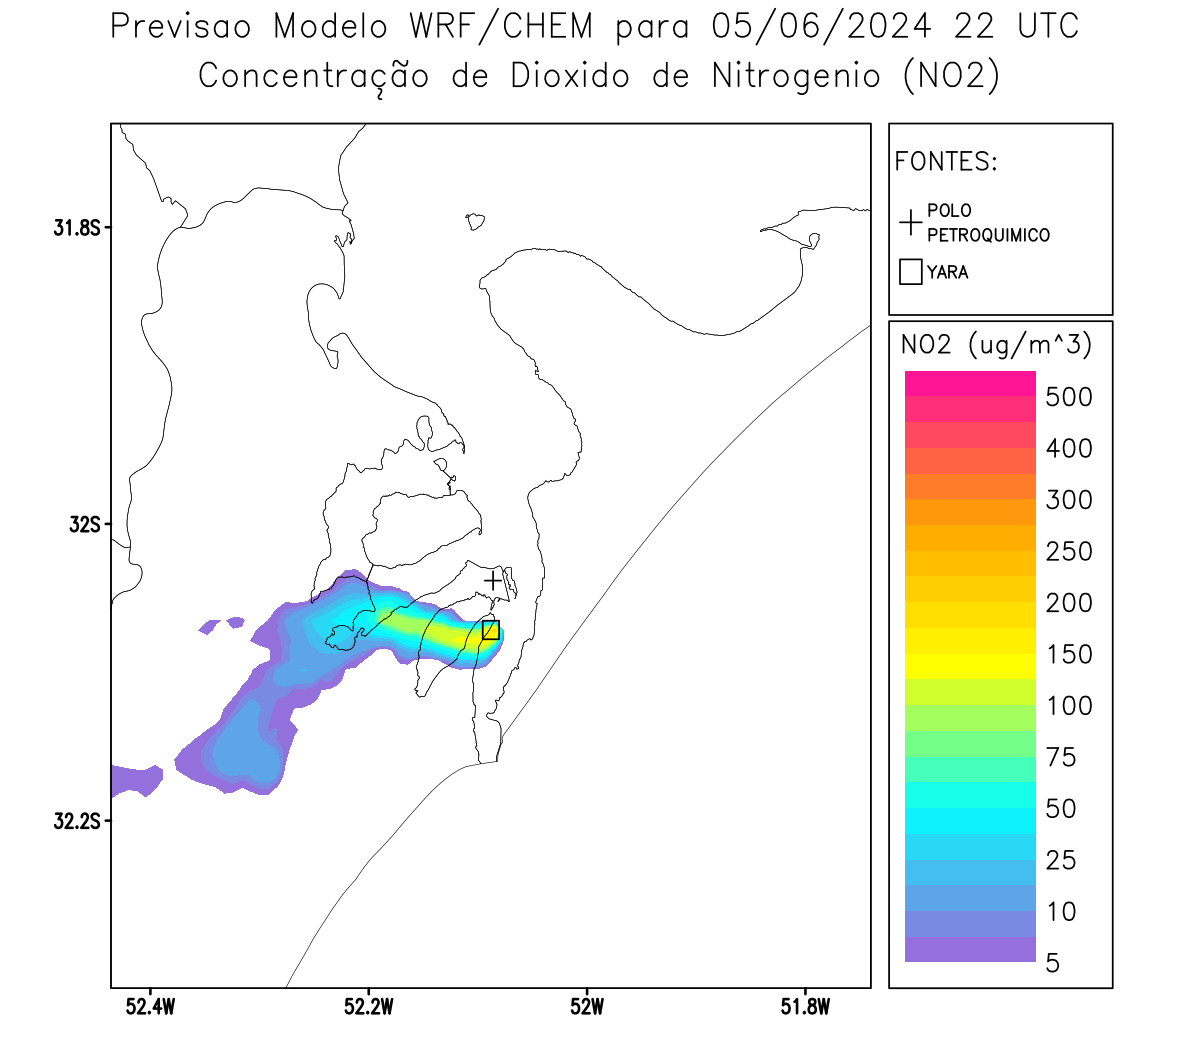 Previsao Modelo WRF/CHEM para 05/06/2024 22 UTC
Concentração de Dioxido de Nitrogenio (NO2)
FONTES:
POLO
PETROQUIMICO
YARA
NO2 (ug/m^3)
500
400
300
250
200
150
100
75
50
25
10
5
31.8S
32S
32.2S
52.4W
52.2W
52W
51.8W